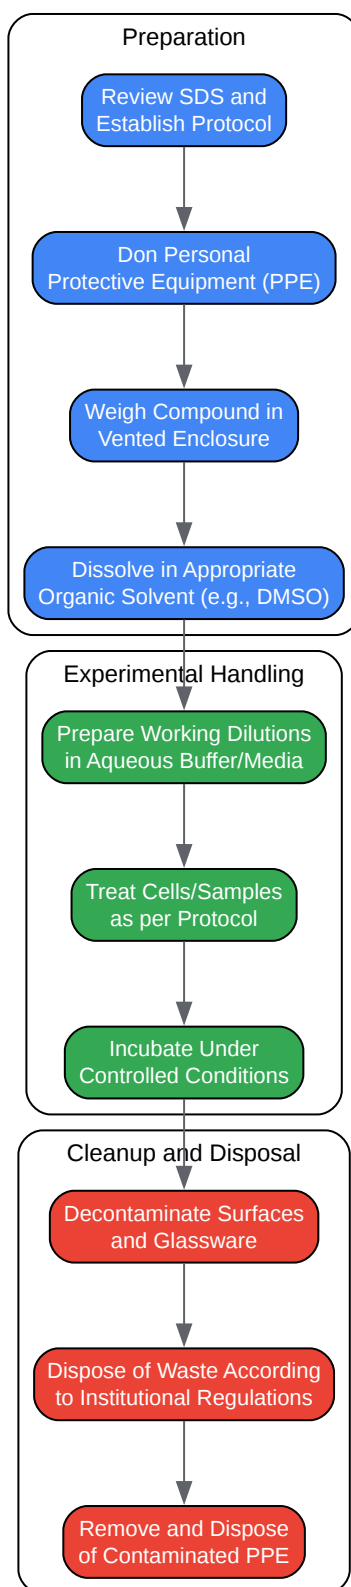 Preparation
Review SDS and
Establish Protocol
Don Personal
Protective Equipment (PPE)
Weigh Compound in
Vented Enclosure
Dissolve in Appropriate
Organic Solvent (e.g., DMSO)
Experimental Handling
Prepare Working Dilutions
in Aqueous Buffer/Media
Treat Cells/Samples
as per Protocol
Incubate Under
Controlled Conditions
Cleanup and Disposal
Decontaminate Surfaces
and Glassware
Dispose of Waste According
to Institutional Regulations
Remove and Dispose
of Contaminated PPE